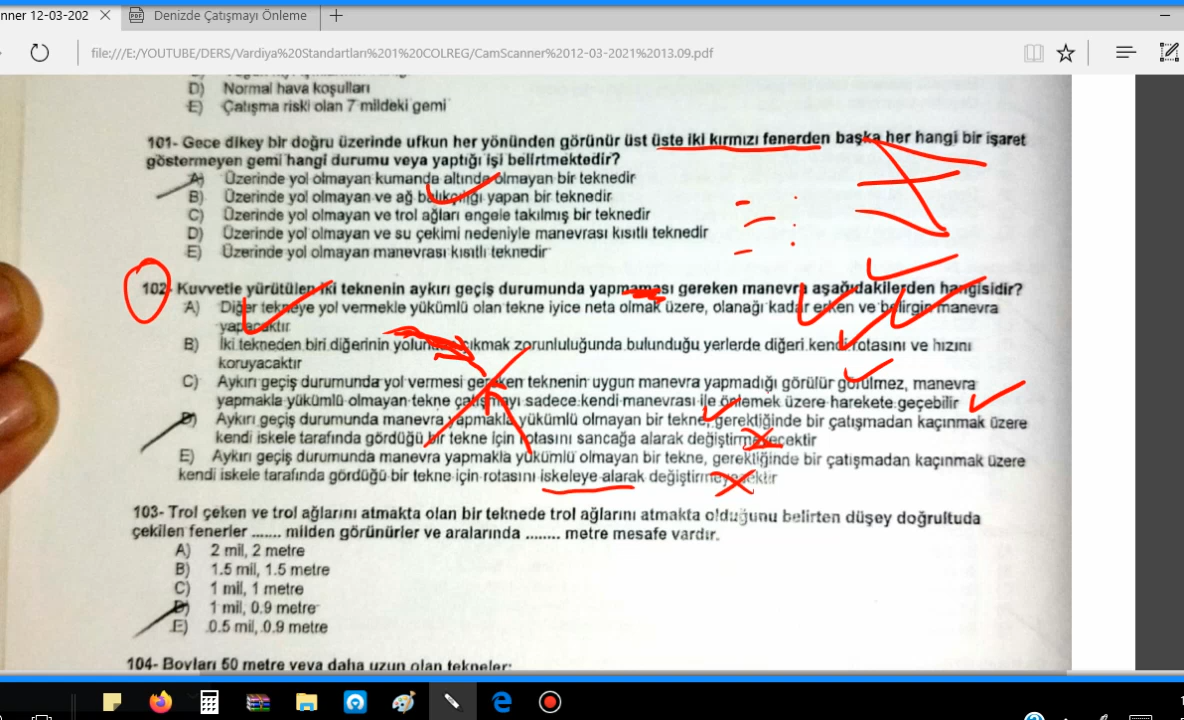 nner 12-03-202
Denizde Çatışmayı Önleme
file:///E:/YOUTUBE/DERS/Vardiya%20Standartları%201%20COLREG/CamScanner%2012-03-2021%2013.09.pdf
D) Normal hava koşulları
E) Çatışma riski olan 7 mildeki gemi
101- Gece dikey bir doğru üzerinde ufkun her yönünden görünür üst üste iki kırmızı fenerden başka her hangi bir işaret
göstermeyen gemi hangi durumu veya yaptığı işi belirtmektedir?
A) Üzerinde yol olmayan kumanda altında olmayan bir teknedir
B) Üzerinde yol olmayan ve ağ balıkçılığı yapan bir teknedir
C) Üzerinde yol olmayan ve trol ağları engele takılmış bir teknedir
D) Üzerinde yol olmayan ve su çekimi nedeniyle manevrası kısıtlı teknedir
E) Üzerinde yol olmayan manevrası kısıtlı teknedir
102- Kuvvetle yürütülen iki teknenin aykırı geçiş durumunda yapmaması gereken manevra aşağıdakilerden hangisidir?
A) Diğer tekneye yol vermekle yükümlü olan tekne iyice neta olmak üzere, olanağı kadar erken ve belirgin manevra
yapacaktır
B) İki tekneden biri diğerinin yolundan çıkmak zorunluluğunda bulunduğu yerlerde diğeri kendi rotasını ve hızını
koruyacaktır
C) Aykırı geçiş durumunda yol vermesi gereken teknenin uygun manevra yapmadığı görülür görülmez, manevra
yapmakla yükümlü olmayan tekne çatışmayı sadece kendi manevrası ile önlemek üzere harekete geçebilir
D) Aykırı geçiş durumunda manevra yapmakla yükümlü olmayan bir tekne, gerektiğinde bir çatışmadan kaçınmak üzere
kendi iskele tarafında gördüğü bir tekne için rotasını sancağa alarak değiştirmeyecektir
E) Aykırı geçiş durumunda manevra yapmakla yükümlü olmayan bir tekne, gerektiğinde bir çatışmadan kaçınmak üzere
kendi iskele tarafında gördüğü bir tekne için rotasını iskeleye alarak değiştirmeyecektir
103- Trol çeken ve trol ağlarını atmakta olan bir teknede trol ağlarını atmakta olduğunu belirten düşey doğrultuda
çekilen fenerler ....... milden görünürler ve aralarında ........ metre mesafe vardır.
A) 2 mil, 2 metre
B) 1.5 mil, 1.5 metre
C) 1 mil, 1 metre
D) 1 mil, 0.9 metre
E) 0.5 mil, 0.9 metre
104- Boyları 50 metre veya daha uzun olan tekneler;